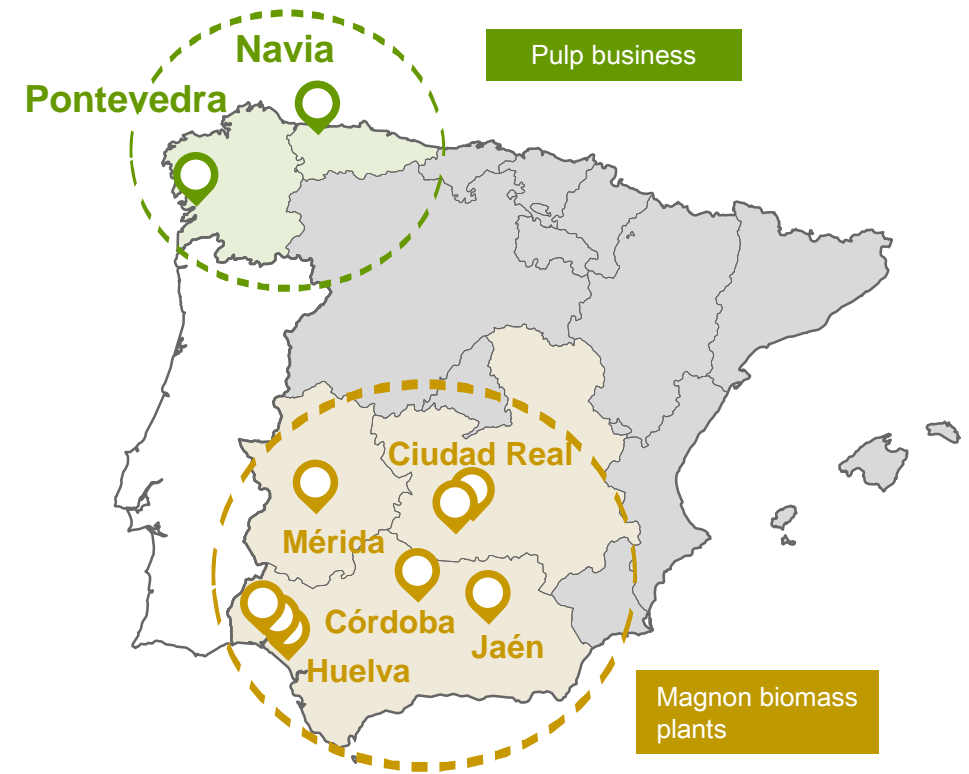 Navia
Pulp business
Pontevedra
Ciudad Real
Mérida
Córdoba
Jaén
Huelva
Magnon biomass
plants